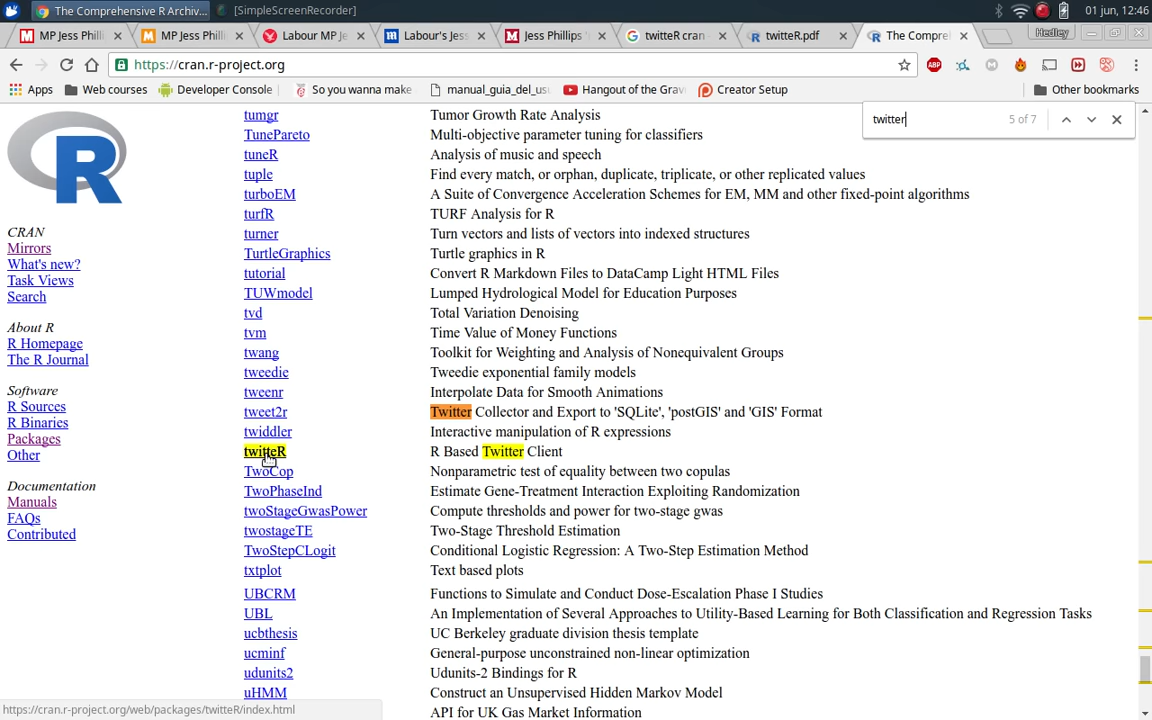 The Comprehensive R Archiv... [SimpleScreenRecorder] 01 jun, 12:46
MP Jess Philli MP Jess Philli Labour MP Je Labour's Jess Jess Phillips ' twitteR cran - twitteR.pdf The Compre Hedley
https://cran.r-project.org
Apps Web courses Developer Console So you wanna make manual_guia_del_us Hangout of the Grav Creator Setup Other bookmarks
twitter 5 of 7
R
CRAN
Mirrors
What's new?
Task Views
Search
About R
R Homepage
The R Journal
Software
R Sources
R Binaries
Packages
Other
Documentation
Manuals
FAQs
Contributed
tumgr Tumor Growth Rate Analysis
TunePareto Multi-objective parameter tuning for classifiers
tuneR Analysis of music and speech
tuple Find every match, or orphan, duplicate, triplicate, or other replicated values
turboEM A Suite of Convergence Acceleration Schemes for EM, MM and other fixed-point algorithms
turfR TURF Analysis for R
turner Turn vectors and lists of vectors into indexed structures
TurtleGraphics Turtle graphics in R
tutorial Convert R Markdown Files to DataCamp Light HTML Files
TUWmodel Lumped Hydrological Model for Education Purposes
tvd Total Variation Denoising
tvm Time Value of Money Functions
twang Toolkit for Weighting and Analysis of Nonequivalent Groups
tweedie Tweedie exponential family models
tweenr Interpolate Data for Smooth Animations
tweet2r Twitter Collector and Export to 'SQLite', 'postGIS' and 'GIS' Format
twiddler Interactive manipulation of R expressions
twitteR R Based Twitter Client
TwoCop Nonparametric test of equality between two copulas
TwoPhaseInd Estimate Gene-Treatment Interaction Exploiting Randomization
twoStageGwasPower Compute thresholds and power for two-stage gwas
twostageTE Two-Stage Threshold Estimation
TwoStepCLogit Conditional Logistic Regression: A Two-Step Estimation Method
txtplot Text based plots
UBCRM Functions to Simulate and Conduct Dose-Escalation Phase I Studies
UBL An Implementation of Several Approaches to Utility-Based Learning for Both Classification and Regression Tasks
ucbthesis UC Berkeley graduate division thesis template
ucminf General-purpose unconstrained non-linear optimization
udunits2 Udunits-2 Bindings for R
uHMM Construct an Unsupervised Hidden Markov Model
API for UK Gas Market Information
https://cran.r-project.org/web/packages/twitteR/index.html